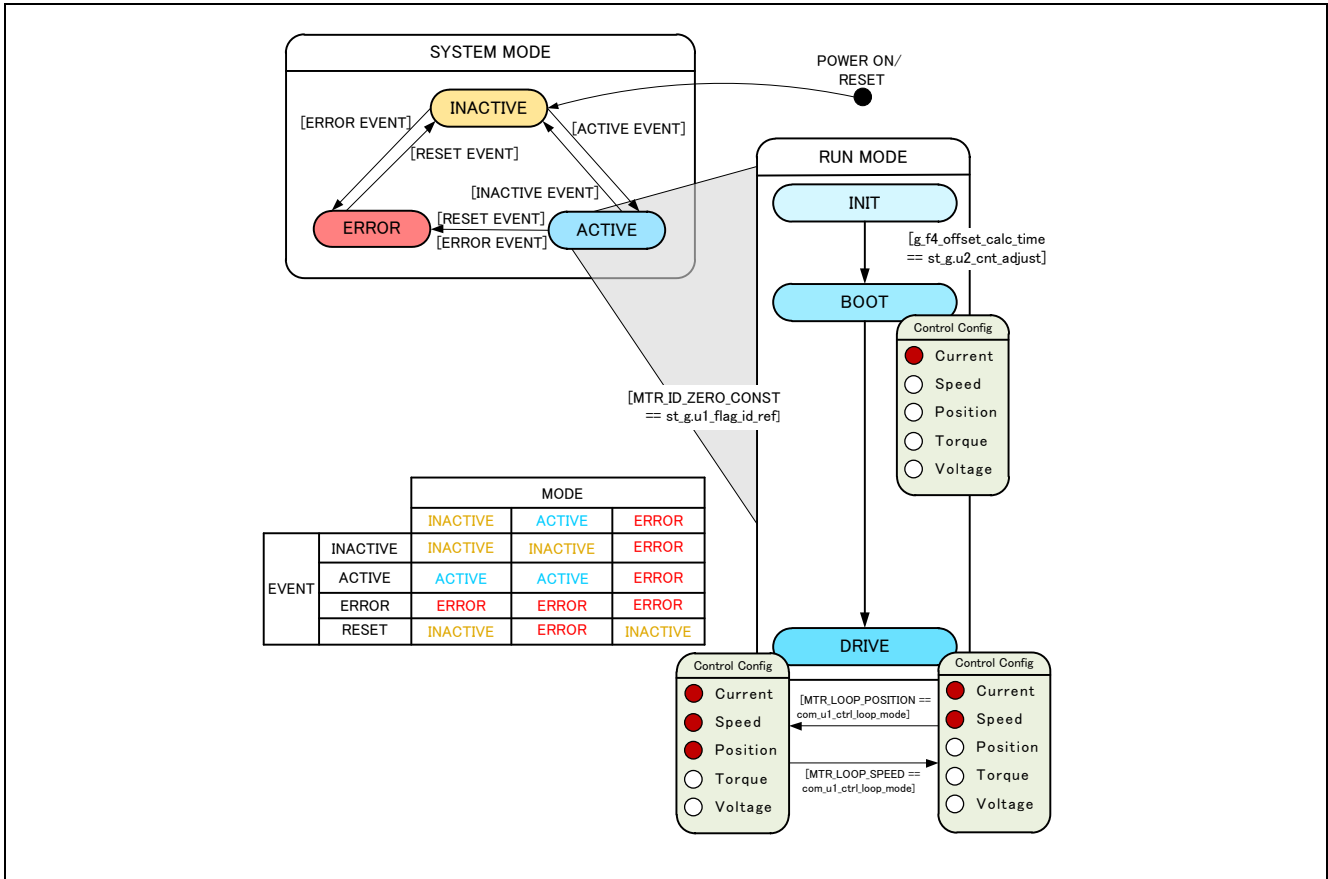 SYSTEM MODE
POWER ON/
RESET
INACTIVE
[ERROR EVENT]
[ACTIVE EVENT]
[RESET EVENT]
[INACTIVE EVENT]
ERROR
[RESET EVENT]
[ERROR EVENT]
ACTIVE
RUN MODE
INIT
[g_f4_offset_calc_time
== st_g.u2_cnt_adjust]
BOOT
Control Config
Current
Speed
Position
Torque
Voltage
[MTR_ID_ZERO_CONST
== st_g.u1_flag_id_ref]
MODE
INACTIVE ACTIVE ERROR
EVENT
INACTIVE INACTIVE INACTIVE ERROR
ACTIVE ACTIVE ACTIVE ERROR
ERROR ERROR ERROR ERROR
RESET INACTIVE ERROR INACTIVE
DRIVE
Control Config
Current
Speed
Position
Torque
Voltage
[MTR_LOOP_POSITION ==
com_u1_ctrl_loop_mode]
[MTR_LOOP_SPEED ==
com_u1_ctrl_loop_mode]
Control Config
Current
Speed
Position
Torque
Voltage